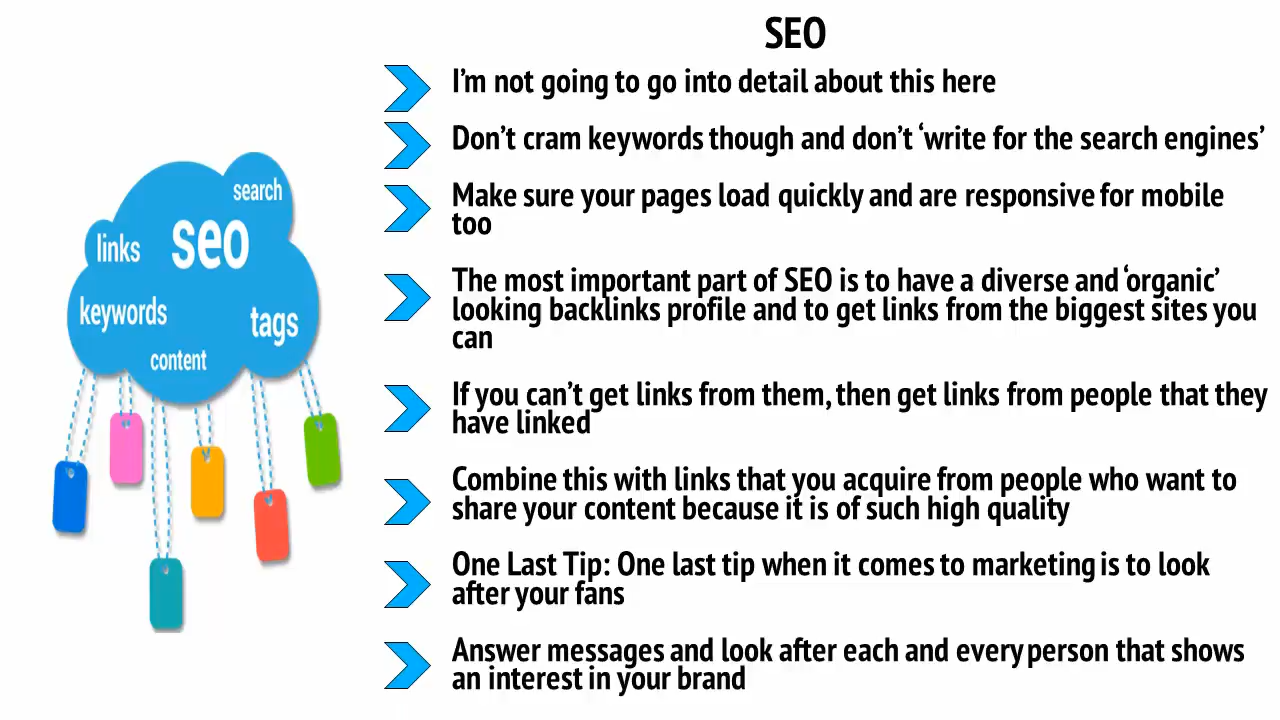 SEO
I'm not going to go into detail about this here
Don't cram keywords though and don't 'write for the search engines'
Make sure your pages load quickly and are responsive for mobile
too
The most important part of SEO is to have a diverse and 'organic'
looking backlinks profile and to get links from the biggest sites you
can
If you can't get links from them, then get links from people that they
have linked
Combine this with links that you acquire from people who want to
share your content because it is of such high quality
One Last Tip: One last tip when it comes to marketing is to look
after your fans
Answer messages and look after each and every person that shows
an interest in your brand
search
links
seo
keywords
tags
content